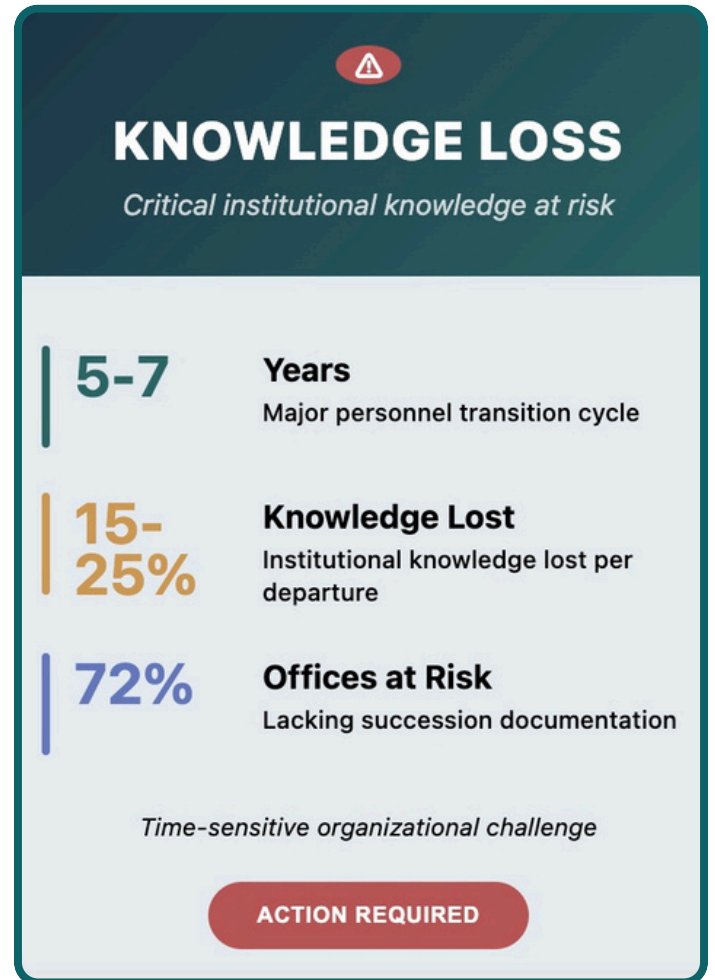 KNOWLEDGE LOSS
Critical institutional knowledge at risk
5-7
Years
Major personnel transition cycle
15-
25%
Knowledge Lost
Institutional knowledge lost per
departure
72%
Offices at Risk
Lacking succession documentation
Time-sensitive organizational challenge
ACTION REQUIRED